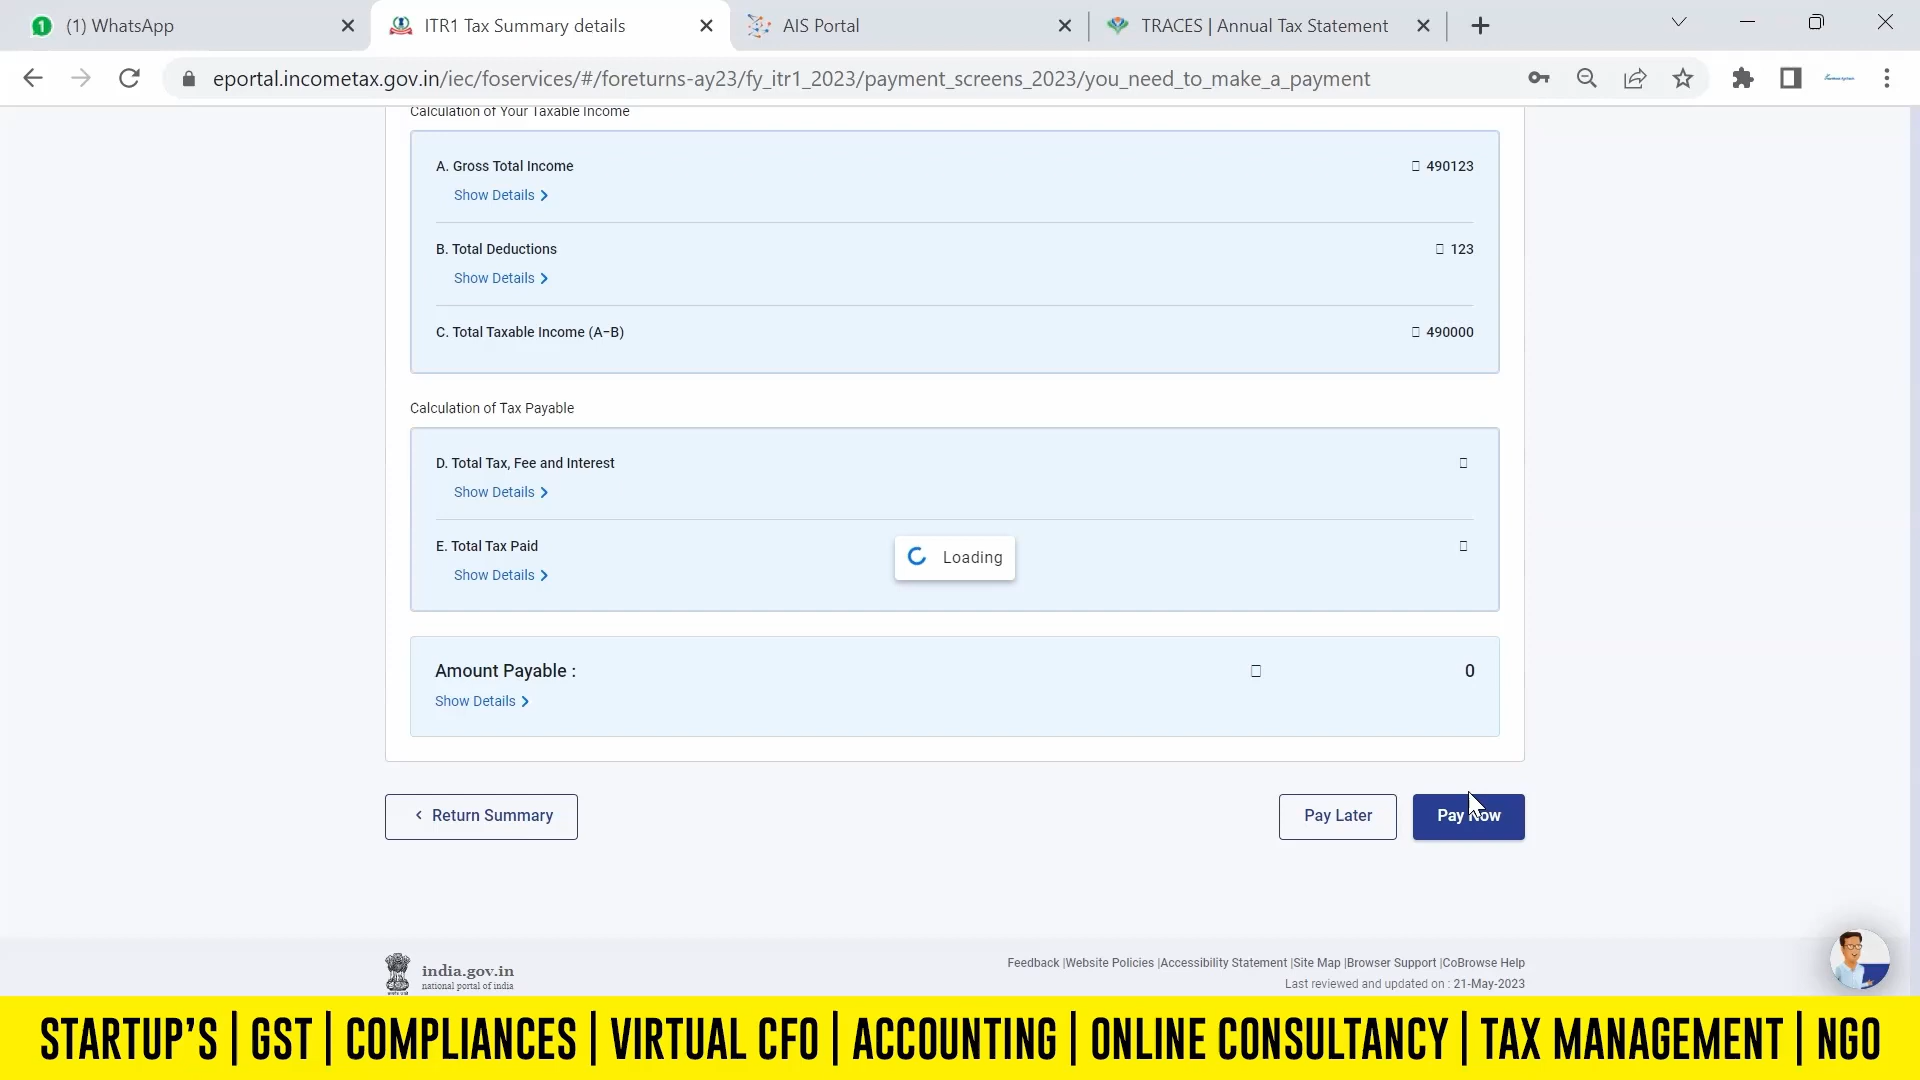 (1) WhatsApp
ITR1 Tax Summary details
AIS Portal
TRACES | Annual Tax Statement
eportal.incometax.gov.in/iec/foservices/#/foreturns-ay23/fy_itr1_2023/payment_screens_2023/you_need_to_make_a_payment
Calculation of Your Taxable Income
A. Gross Total Income 490123
Show Details
B. Total Deductions 123
Show Details
C. Total Taxable Income (A-B) 490000
Calculation of Tax Payable
D. Total Tax, Fee and Interest
Show Details
E. Total Tax Paid
Loading
Show Details
Amount Payable : 0
Show Details
Return Summary
Pay Later
Pay Now
india.gov.in
national portal of india
Feedback |Website Policies |Accessibility Statement |Site Map |Browser Support |CoBrowse Help
Last reviewed and updated on : 21-May-2023
STARTUP'S | GST | COMPLIANCES | VIRTUAL CFO | ACCOUNTING | ONLINE CONSULTANCY | TAX MANAGEMENT | NGO